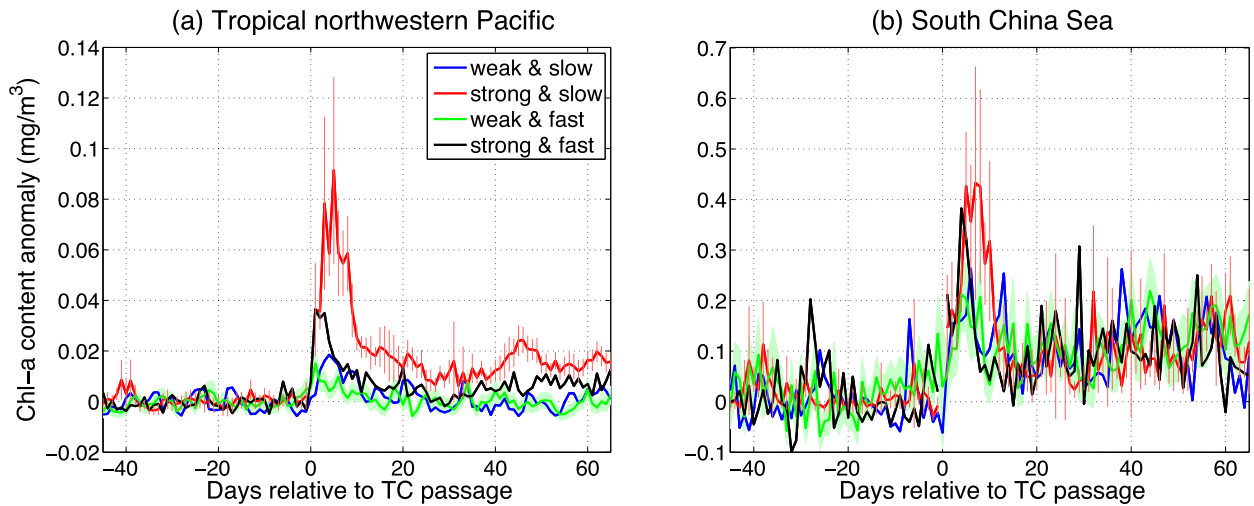 (a) Tropical northwestern Pacific
0.14
0.12
0.1
0.08
0.06
0.04
0.02
0
−0.02
Chl−a content anomaly (mg/m³)
weak & slow
strong & slow
weak & fast
strong & fast
−40 −20 0 20 40 60
Days relative to TC passage
(b) South China Sea
0.7
0.6
0.5
0.4
0.3
0.2
0.1
0
−0.1
−40 −20 0 20 40 60
Days relative to TC passage